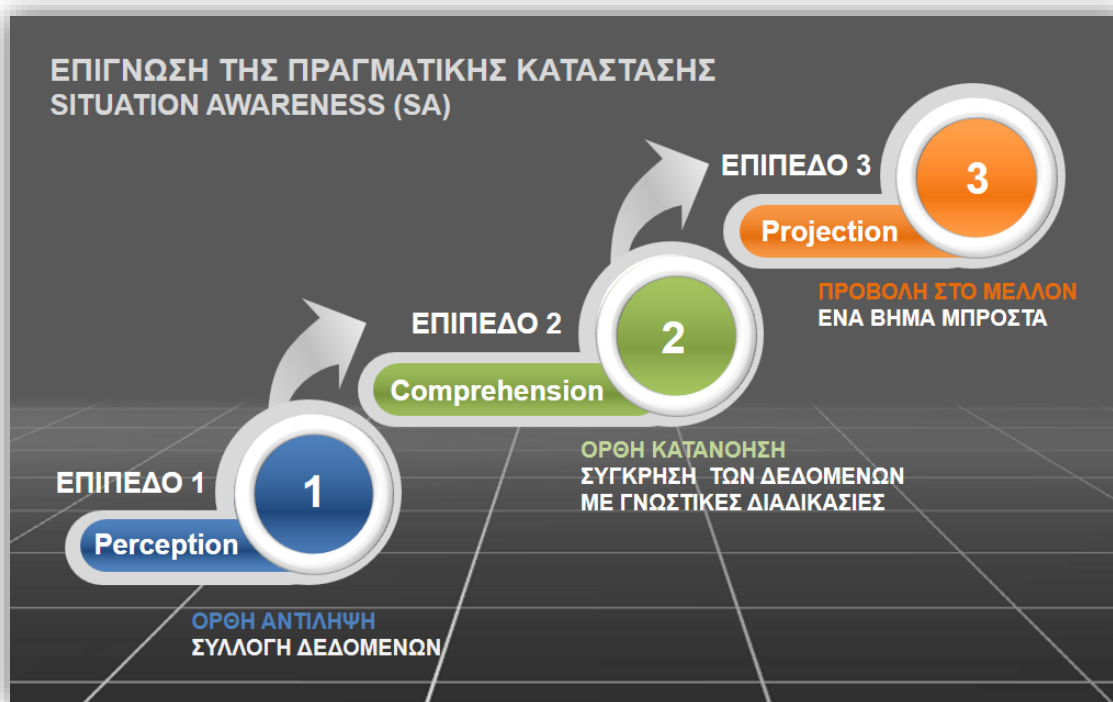 ΕΠΙΓΝΩΣΗ ΤΗΣ ΠΡΑΓΜΑΤΙΚΗΣ ΚΑΤΑΣΤΑΣΗΣ
SITUATION AWARENESS (SA)
ΕΠΙΠΕΔΟ 1
1
Perception
ΟΡΘΗ ΑΝΤΙΛΗΨΗ
ΣΥΛΛΟΓΗ ΔΕΔΟΜΕΝΩΝ
ΕΠΙΠΕΔΟ 2
2
Comprehension
ΟΡΘΗ ΚΑΤΑΝΟΗΣΗ
ΣΥΓΚΡΗΣΗ ΤΩΝ ΔΕΔΟΜΕΝΩΝ
ΜΕ ΓΝΩΣΤΙΚΕΣ ΔΙΑΔΙΚΑΣΙΕΣ
ΕΠΙΠΕΔΟ 3
3
Projection
ΠΡΟΒΟΛΗ ΣΤΟ ΜΕΛΛΟΝ
ΕΝΑ ΒΗΜΑ ΜΠΡΟΣΤΑ